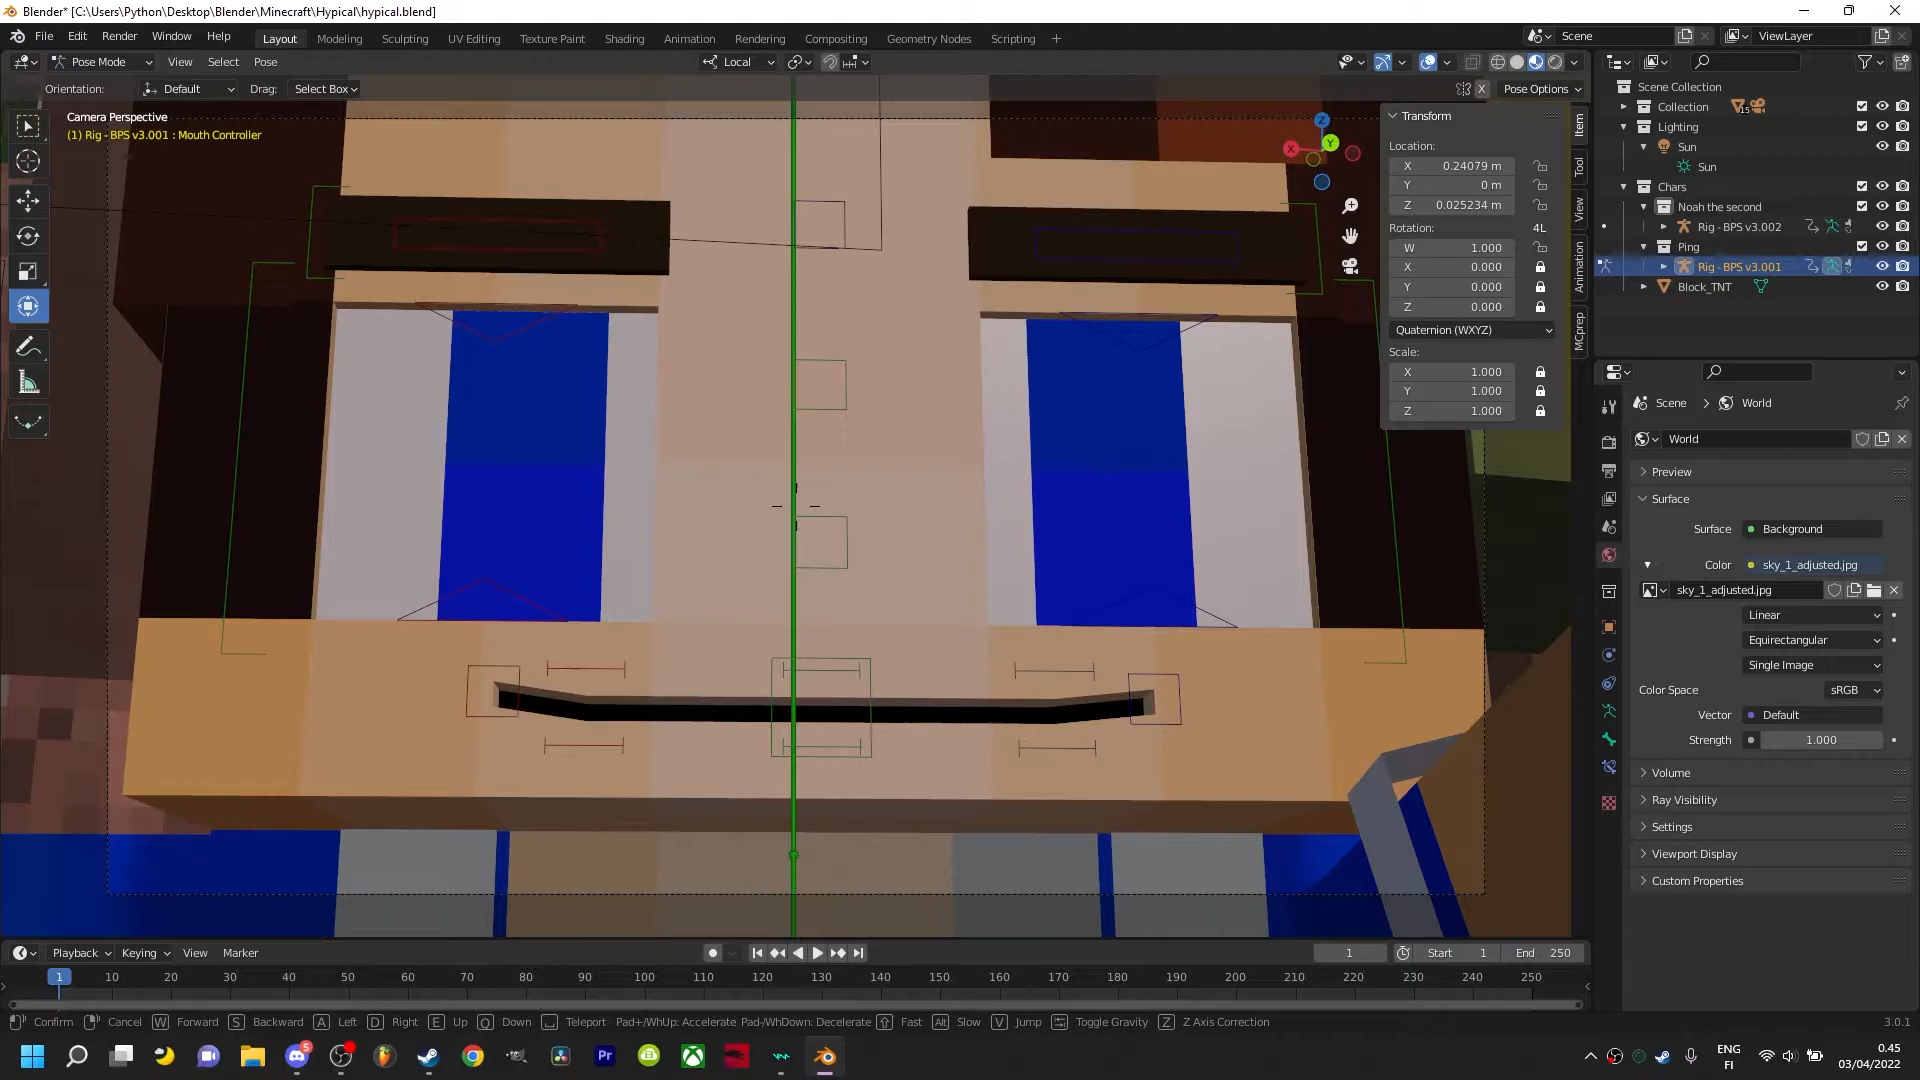 Blender* [C:\Users\Python\Desktop\Blender\Minecraft\Hypical\hypical.blend]
File Edit Render Window Help Layout Modeling Sculpting UV Editing Texture Paint Shading Animation Rendering Compositing Geometry Nodes Scripting + Scene ViewLayer
Pose Mode View Select Pose Local
Orientation: Default Drag: Select Box X Pose Options
Camera Perspective
(1) Rig - BPS v3.001 : Mouth Controller
Z
Y
X
Transform
Location:
X 0.24079 m
Y 0 m
Z 0.025234 m
Rotation: 4L
W 1.000
X 0.000
Y 0.000
Z 0.000
Quaternion (WXYZ)
Scale:
X 1.000
Y 1.000
Z 1.000
Item
Tool
View
Animation
MCprep
Scene Collection
Collection 15
Lighting
Sun
Sun
Chars
Noah the second
Rig - BPS v3.002
Ping
Rig - BPS v3.001
Block_TNT
Scene World
World
Preview
Surface
Surface Background
Color sky_1_adjusted.jpg
sky_1_adjusted.jpg
Linear
Equirectangular
Single Image
Color Space sRGB
Vector Default
Strength 1.000
Volume
Ray Visibility
Settings
Viewport Display
Custom Properties
Playback Keying View Marker 1 Start 1 End 250
1 10 20 30 40 50 60 70 80 90 100 110 120 130 140 150 160 170 180 190 200 210 220 230 240 250
Confirm Cancel W Forward S Backward A Left D Right E Up Q Down Teleport Pad+/WhUp: Accelerate Pad-/WhDown: Decelerate Fast Alt Slow V Jump Toggle Gravity Z Z Axis Correction 3.0.1
5 Pr ENG FI 0.45
03/04/2022